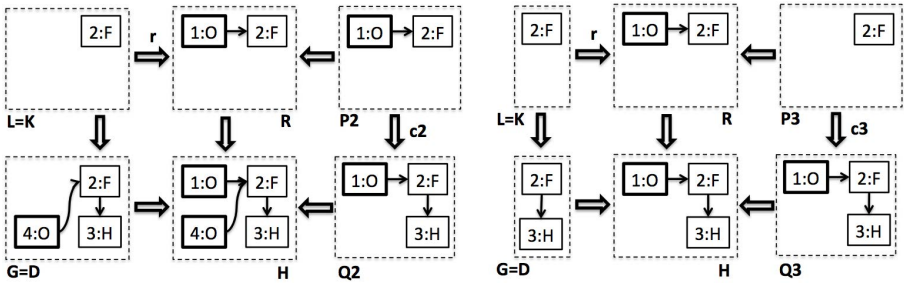 2:F r 1:O 2:F 1:O 2:F
L=K R P2 c2
2:F 1:O 2:F 1:O 2:F
4:O 3:H 4:O 3:H 3:H
G=D H Q2
2:F r 1:O 2:F 2:F
L=K R P3 c3
2:F 1:O 2:F 1:O 2:F
3:H 3:H 3:H
G=D H Q3